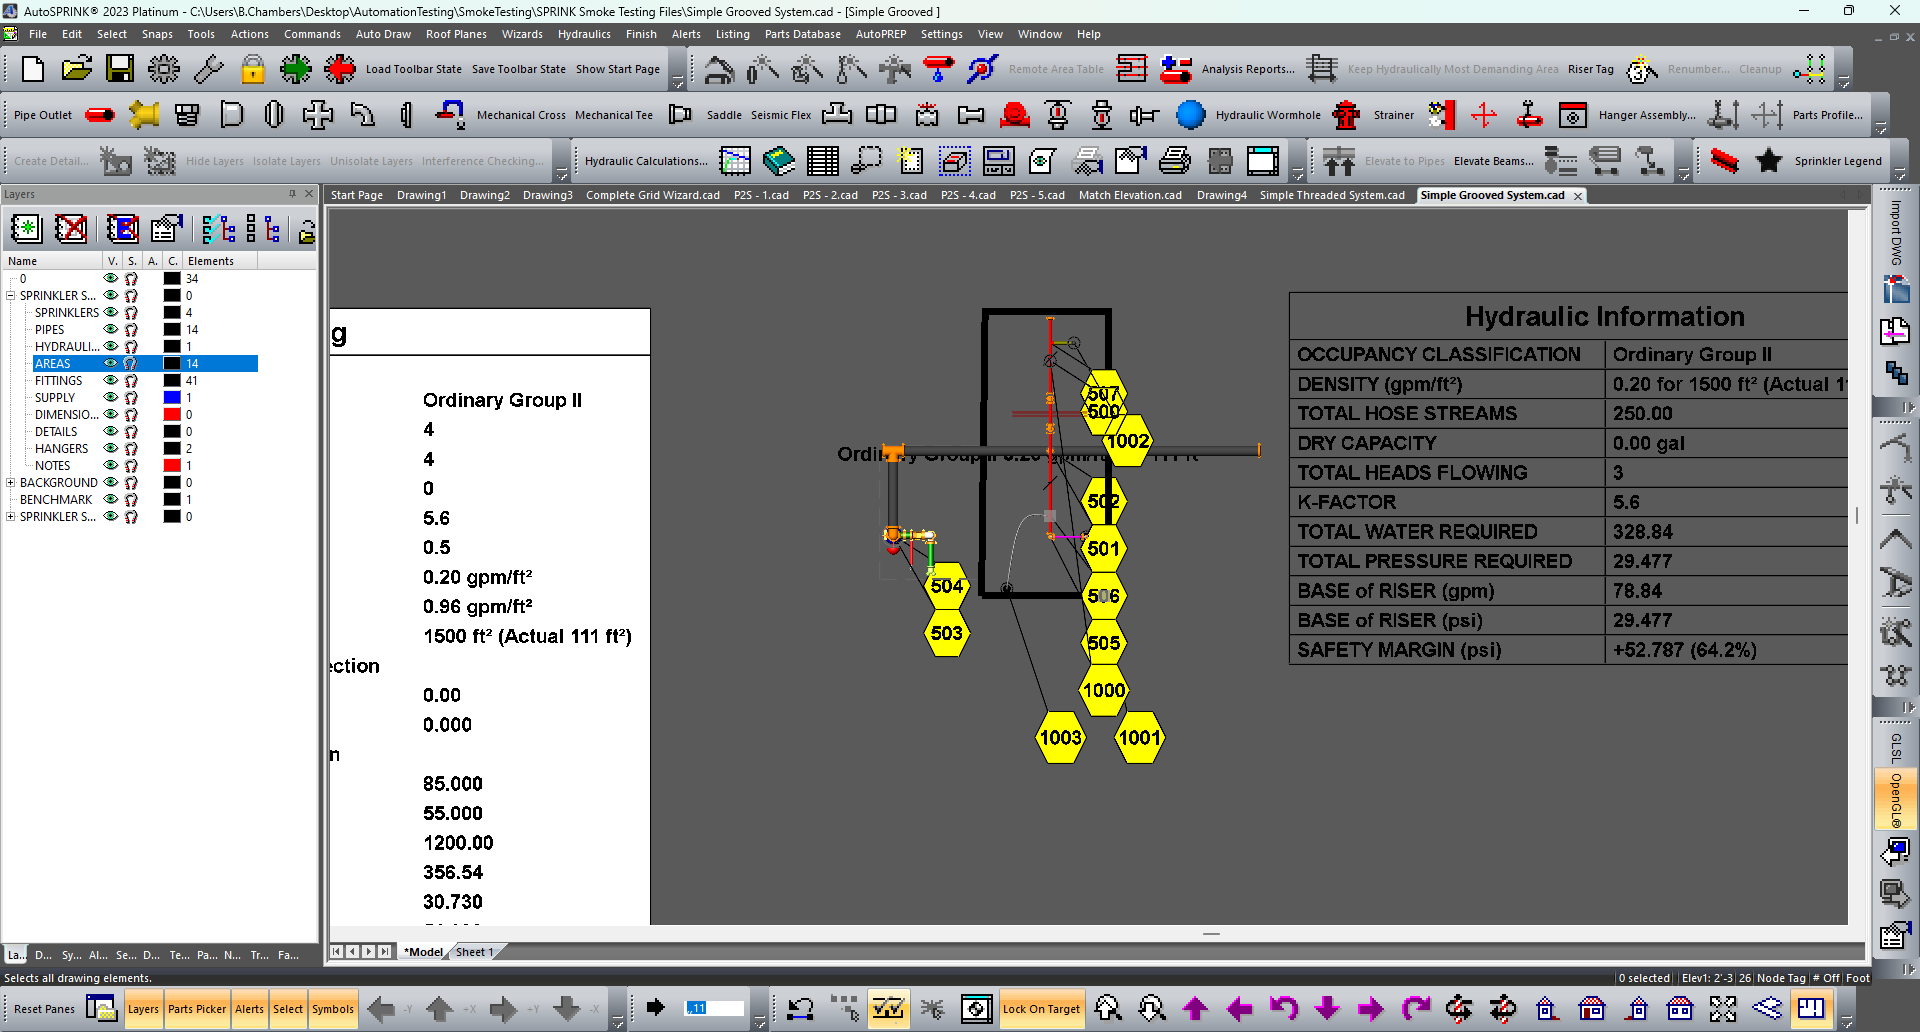 AutoSPRINK® 2023 Platinum - C:\Users\B.Chambers\Desktop\AutomationTesting\SmokeTesting\SPRINK Smoke Testing Files\Simple Grooved System.cad - [Simple Grooved ]
File Edit Select Snaps Tools Actions Commands Auto Draw Roof Planes Wizards Hydraulics Finish Alerts Listing Parts Database AutoPREP Settings View Window Help
Load Toolbar State Save Toolbar State Show Start Page Remote Area Table Analysis Reports... Keep Hydraulically Most Demanding Area Riser Tag Renumber... Cleanup
Pipe Outlet Mechanical Cross Mechanical Tee Saddle Seismic Flex Hydraulic Wormhole Strainer Hanger Assembly... Parts Profile...
Create Detail... Hide Layers Isolate Layers Unisolate Layers Interference Checking... Hydraulic Calculations... Elevate to Pipes Elevate Beams... Sprinkler Legend
Layers
Start Page Drawing1 Drawing2 Drawing3 Complete Grid Wizard.cad P2S - 1.cad P2S - 2.cad P2S - 3.cad P2S - 4.cad P2S - 5.cad Match Elevation.cad Drawing4 Simple Threaded System.cad Simple Grooved System.cad
Name V. S. A. C. Elements
0 34
SPRINKLER S... 0
SPRINKLERS 4
PIPES 14
HYDRAULI... 1
AREAS 14
FITTINGS 41
SUPPLY 1
DIMENSIO... 0
DETAILS 0
HANGERS 2
NOTES 1
BACKGROUND 0
BENCHMARK 1
SPRINKLER S... 0
g
Ordinary Group II
4
4
0
5.6
0.5
0.20 gpm/ft²
0.96 gpm/ft²
1500 ft² (Actual 111 ft²)
ection
0.00
0.000
n
85.000
55.000
1200.00
356.54
30.730
507
500
1002
502
501
506
505
1000
1003
1001
504
503
Hydraulic Information
OCCUPANCY CLASSIFICATION Ordinary Group II
DENSITY (gpm/ft²) 0.20 for 1500 ft² (Actual 1
TOTAL HOSE STREAMS 250.00
DRY CAPACITY 0.00 gal
TOTAL HEADS FLOWING 3
K-FACTOR 5.6
TOTAL WATER REQUIRED 328.84
TOTAL PRESSURE REQUIRED 29.477
BASE of RISER (gpm) 78.84
BASE of RISER (psi) 29.477
SAFETY MARGIN (psi) +52.787 (64.2%)
Import DWG
GLSL
OpenGL®
La... D... Sy... Al... Se... D... Te... Pa... N... Tr... Fa...
*Model Sheet 1
Selects all drawing elements.
0 selected Elev1: 2'-3 26 Node Tag # Off Foot
Reset Panes Layers Parts Picker Alerts Select Symbols -Y +X +Y -X ,,11 Lock On Target